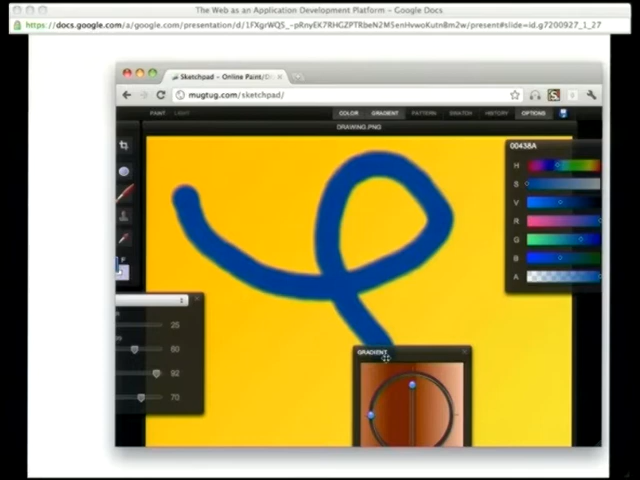 The Web as an Application Development Platform - Google Docs
https://docs.google.com/a/google.com/presentation/d/
present#slide=id.g7200927_1_27
Sketchpad - Online Paint/D
mugtug.com/sketchpad/
PAINT LIGHT COLOR GRADIENT PATTERN SWATCH HISTORY OPTIONS
DRAWING.PNG
00438A
H
S
V
R
G
B
A
F
25
60
92
70
GRADIENT